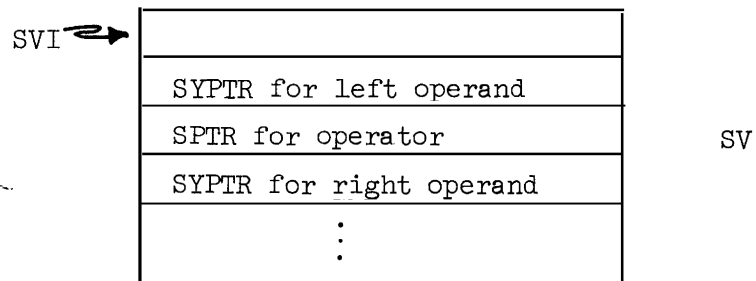 SVI
SYPTR for left operand
SPTR for operator
SV
SYPTR for right operand